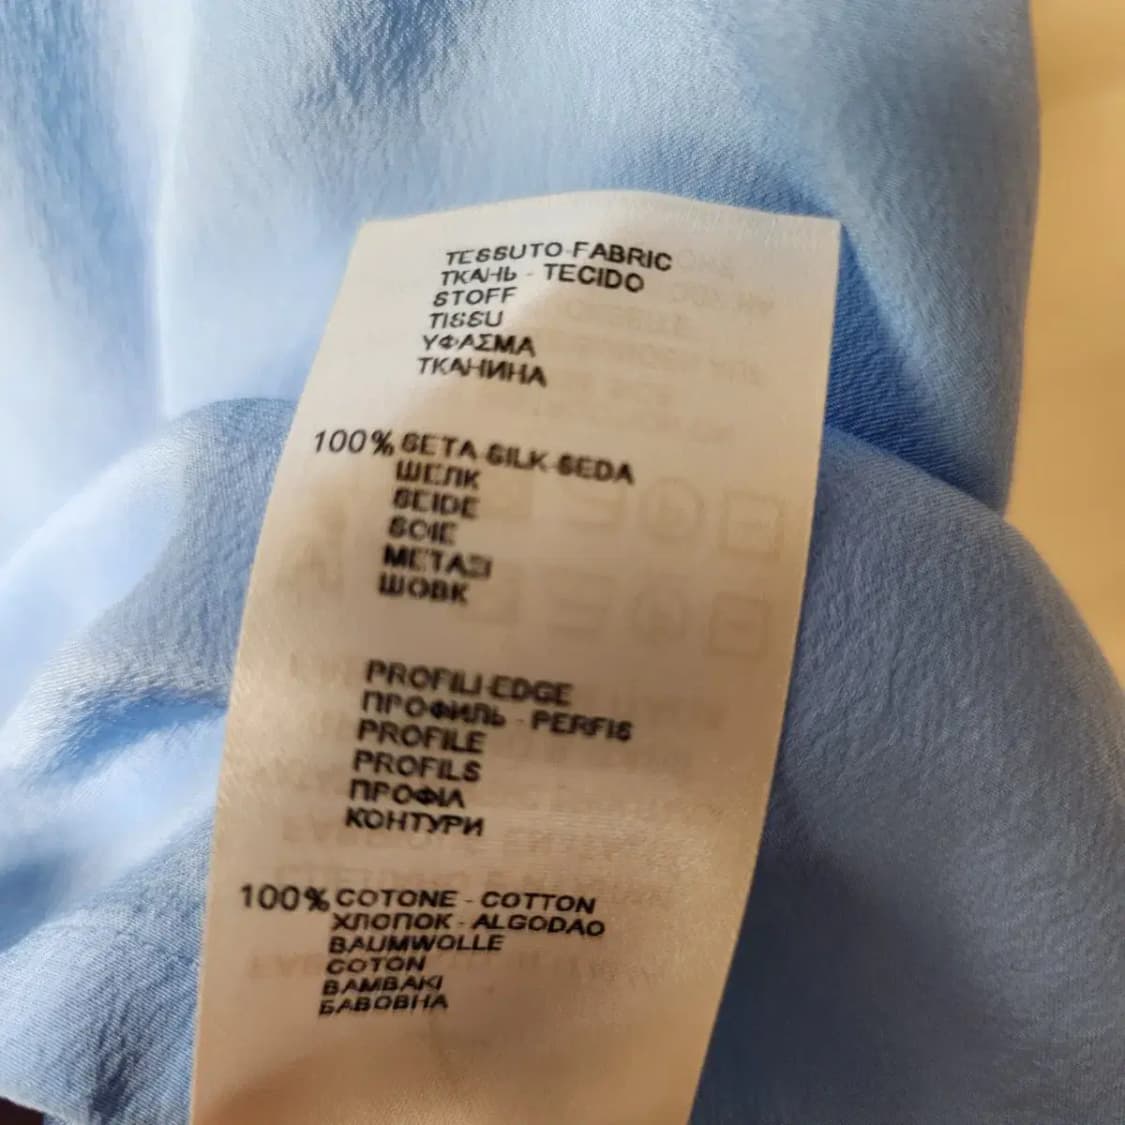 TESSUTO-FABRIC
ТКАНЬ - TECIDO
STOFF
TISSU
ΥΦΑΣΜΑ
ТКАНИНА
100% SETA-SILK-SEDA
ШЕЛК
SEIDE
SOIE
ΜΕΤΑΞΙ
ШОВК
PROFILI-EDGE
ПРОФИЛЬ - PERFIS
PROFILE
PROFILS
ΠΡΟΦΙΛ
КОНТУРИ
100% COTONE - COTTON
ХЛОПОК - ALGODAO
BAUMWOLLE
COTON
ΒΑΜΒΑΚΙ
БАВОВНА